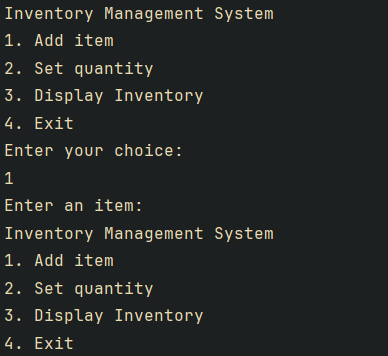 Inventory Management System
1. Add item
2. Set quantity
3. Display Inventory
4. Exit
Enter your choice:
1
Enter an item:
Inventory Management System
1. Add item
2. Set quantity
3. Display Inventory
4. Exit